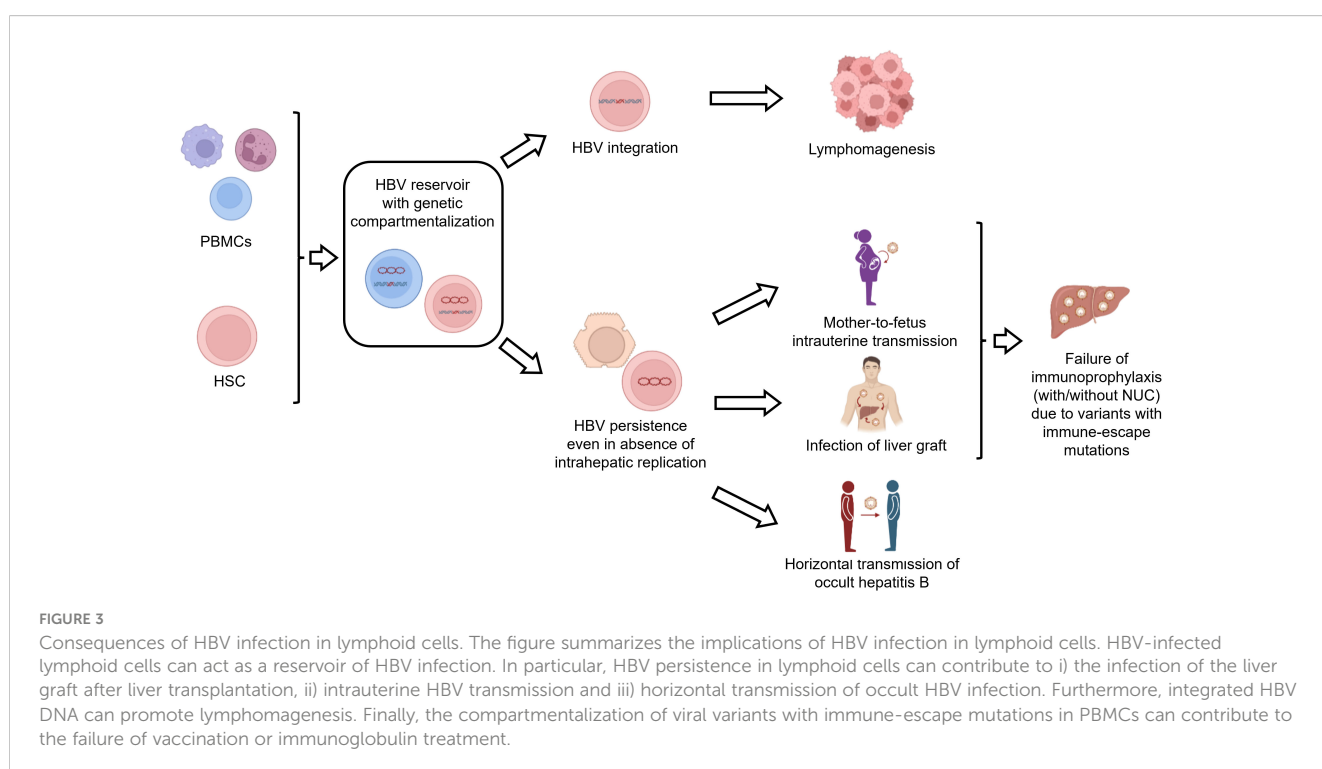 PBMCs
HSC
HBV reservoir
with genetic
compartmentalization
HBV integration
Lymphomagenesis
HBV persistence
even in absence of
intrahepatic replication
Mother-to-fetus
intrauterine transmission
Infection of liver graft
Horizontal transmission of
occult hepatitis B
Failure of
immunoprophylaxis
(with/without NUC)
due to variants with
immune-escape
mutations
FIGURE 3
Consequences of HBV infection in lymphoid cells. The figure summarizes the implications of HBV infection in lymphoid cells. HBV-infected
lymphoid cells can act as a reservoir of HBV infection. In particular, HBV persistence in lymphoid cells can contribute to i) the infection of the liver
graft after liver transplantation, ii) intrauterine HBV transmission and iii) horizontal transmission of occult HBV infection. Furthermore, integrated HBV
DNA can promote lymphomagenesis. Finally, the compartmentalization of viral variants with immune-escape mutations in PBMCs can contribute to
the failure of vaccination or immunoglobulin treatment.